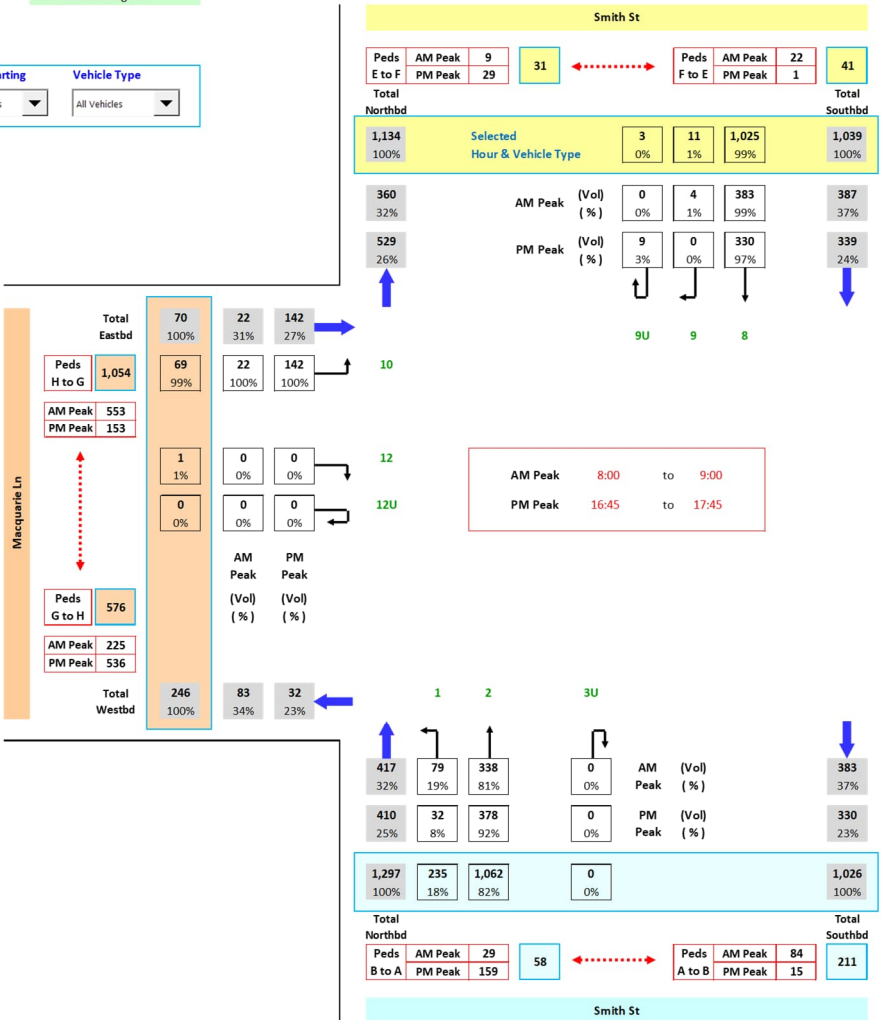 Smith St
Peds AM Peak 9 31 Peds AM Peak 22 41
E to F PM Peak 29 F to E PM Peak 1
Vehicle Type
All Vehicles
Total Total
Northbd Southbd
1,134 Selected 3 11 1,025 1,039
100% Hour & Vehicle Type 0% 1% 99% 100%
360 AM Peak (Vol) 0 4 383 387
32% (%) 0% 1% 99% 37%
529 PM Peak (Vol) 9 0 330 339
26% (%) 3% 0% 97% 24%
9U 9 8
Macquarie Ln
Total 70 22 142
Eastbd 100% 31% 27%
Peds 1,054 69 22 142 10
H to G 99% 100% 100%
AM Peak 553
PM Peak 153
1 0 0 12
1% 0% 0%
0 0 0 12U
0% 0% 0%
AM Peak 8:00 to 9:00
PM Peak 16:45 to 17:45
AM PM
Peak Peak
(Vol) (Vol)
(%) (%)
Peds 576
G to H
AM Peak 225
PM Peak 536
Total 246 83 32
Westbd 100% 34% 23%
1 2 3U
417 79 338 0 AM (Vol) 383
32% 19% 81% 0% Peak (%) 37%
410 32 378 0 PM (Vol) 330
25% 8% 92% 0% Peak (%) 23%
1,297 235 1,062 0 1,026
100% 18% 82% 0% 100%
Total Total
Northbd Southbd
Peds AM Peak 29 58 Peds AM Peak 84 211
B to A PM Peak 159 A to B PM Peak 15
Smith St